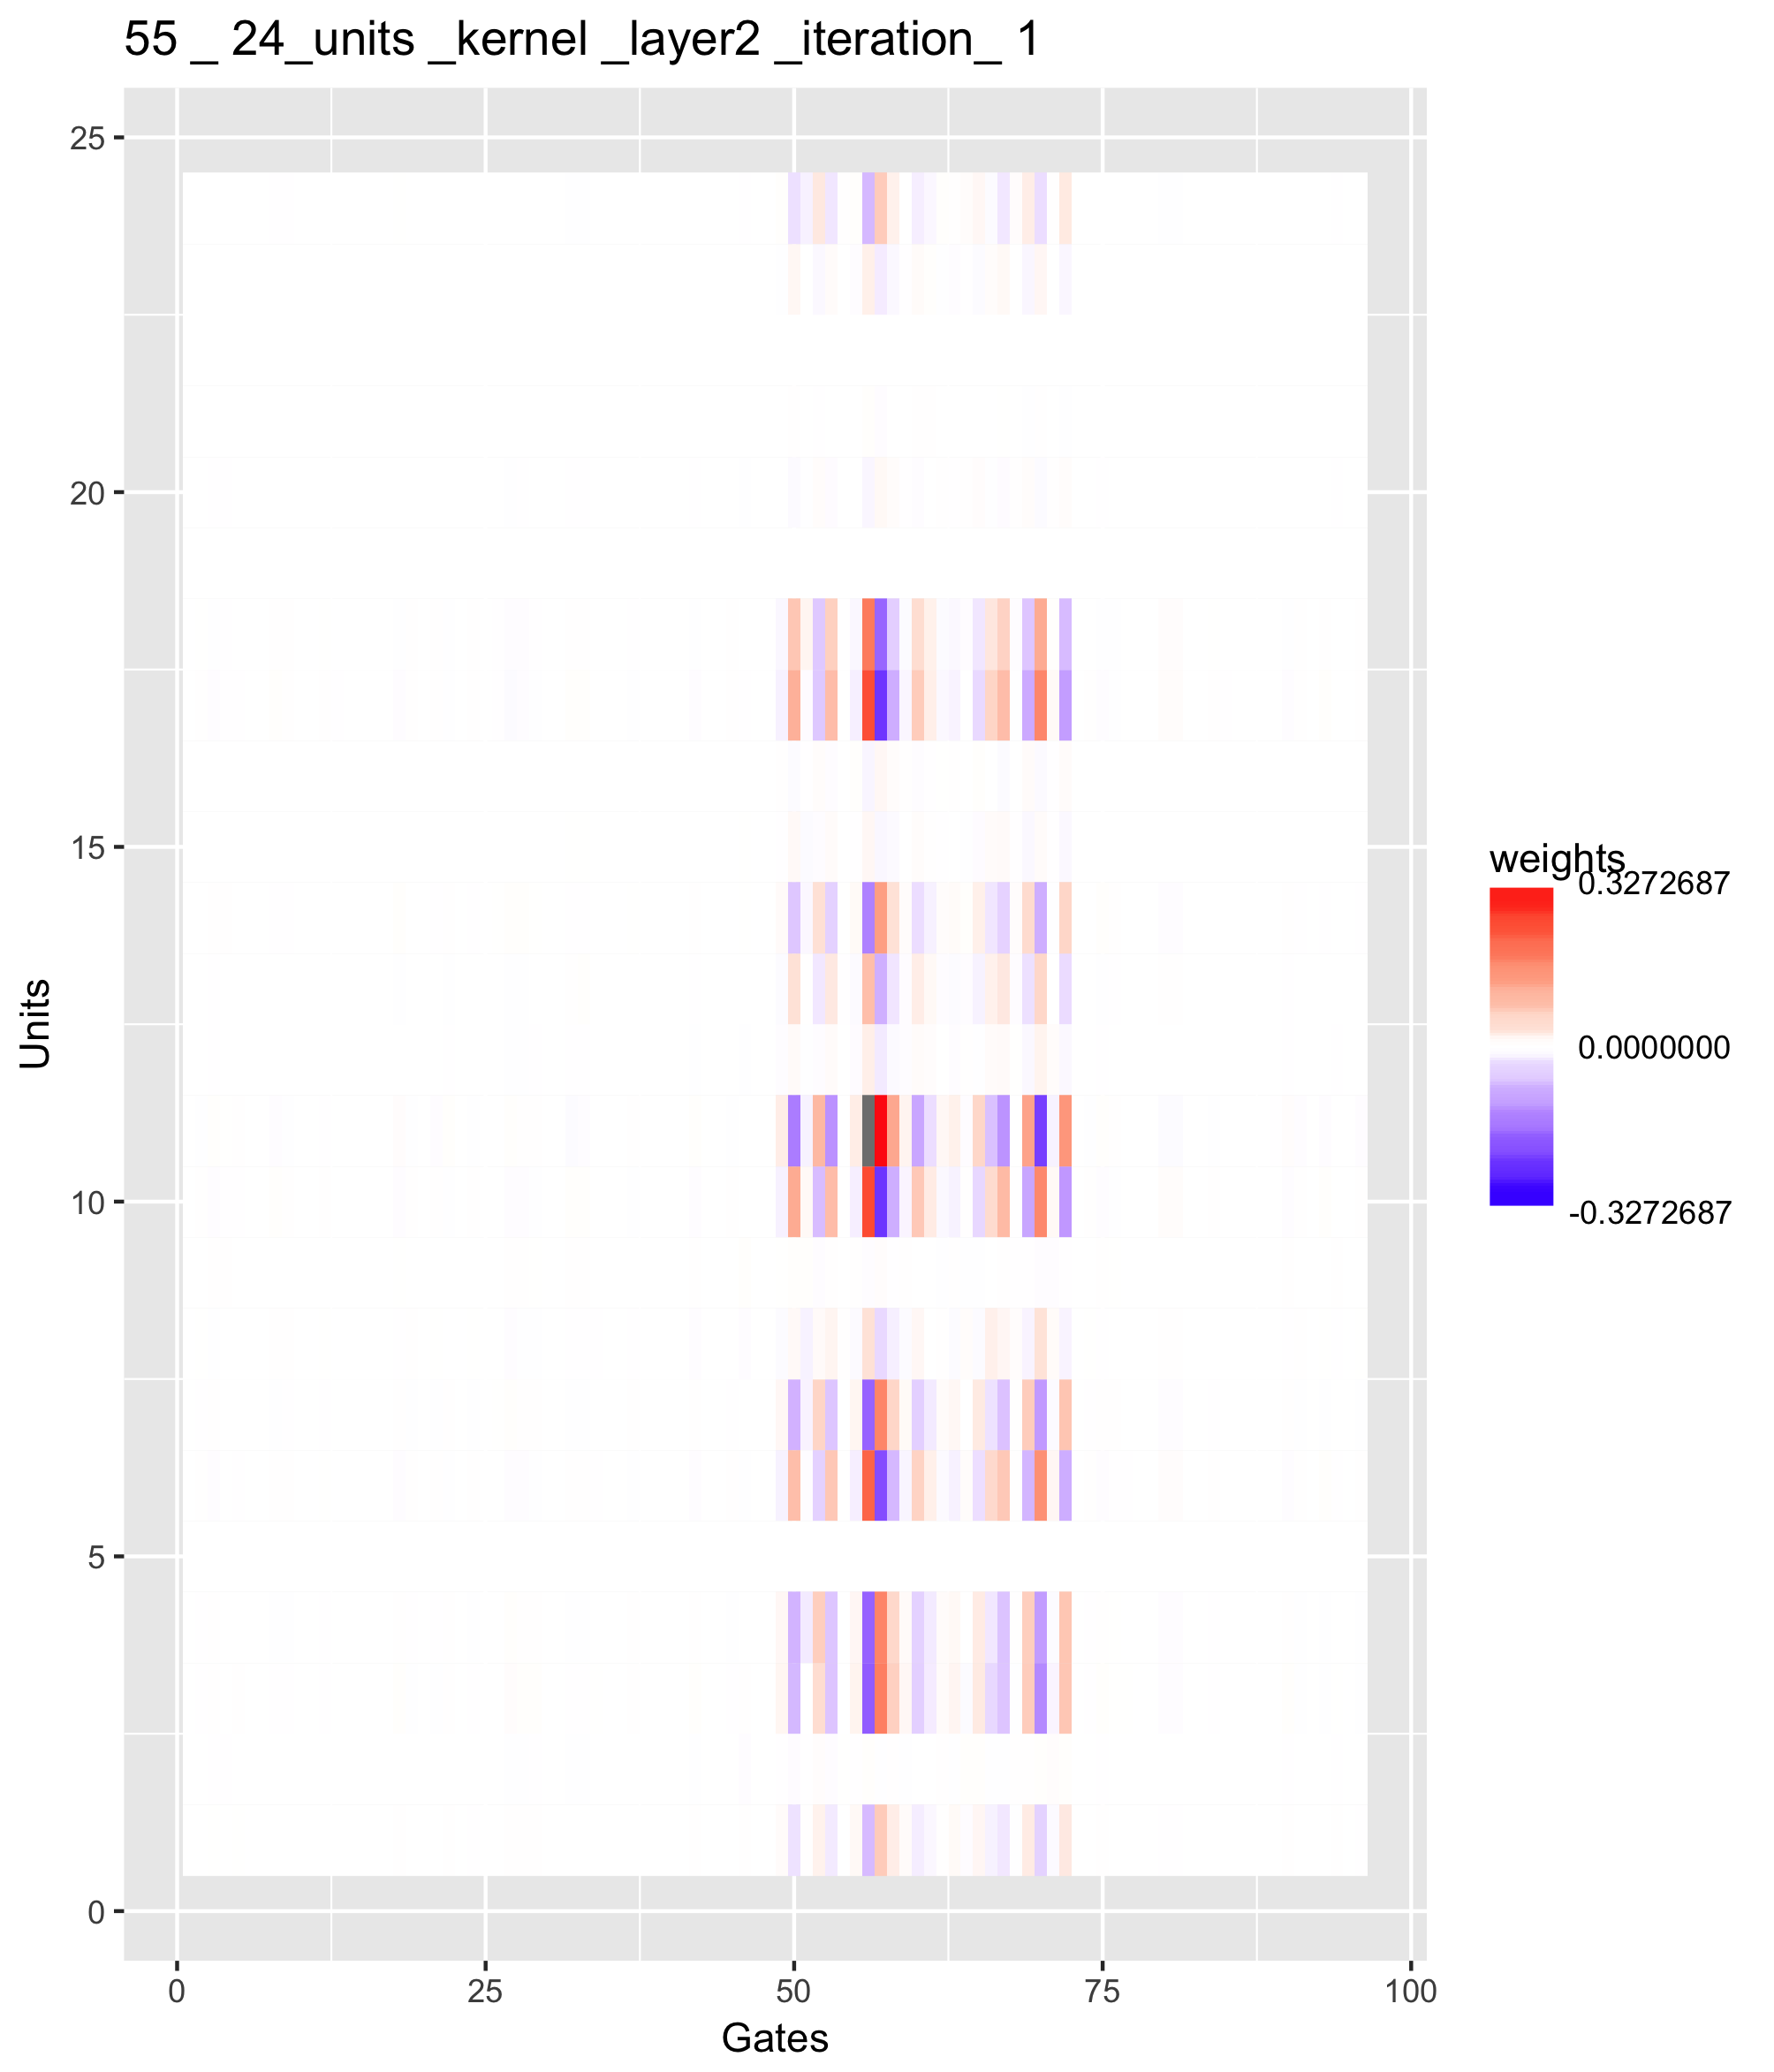 55 _ 24_units _kernel _layer2 _iteration_ 1
25
20
15
10
5
0
Units
0 25 50 75 100
Gates
weights
0.3272687
0.0000000
-0.3272687